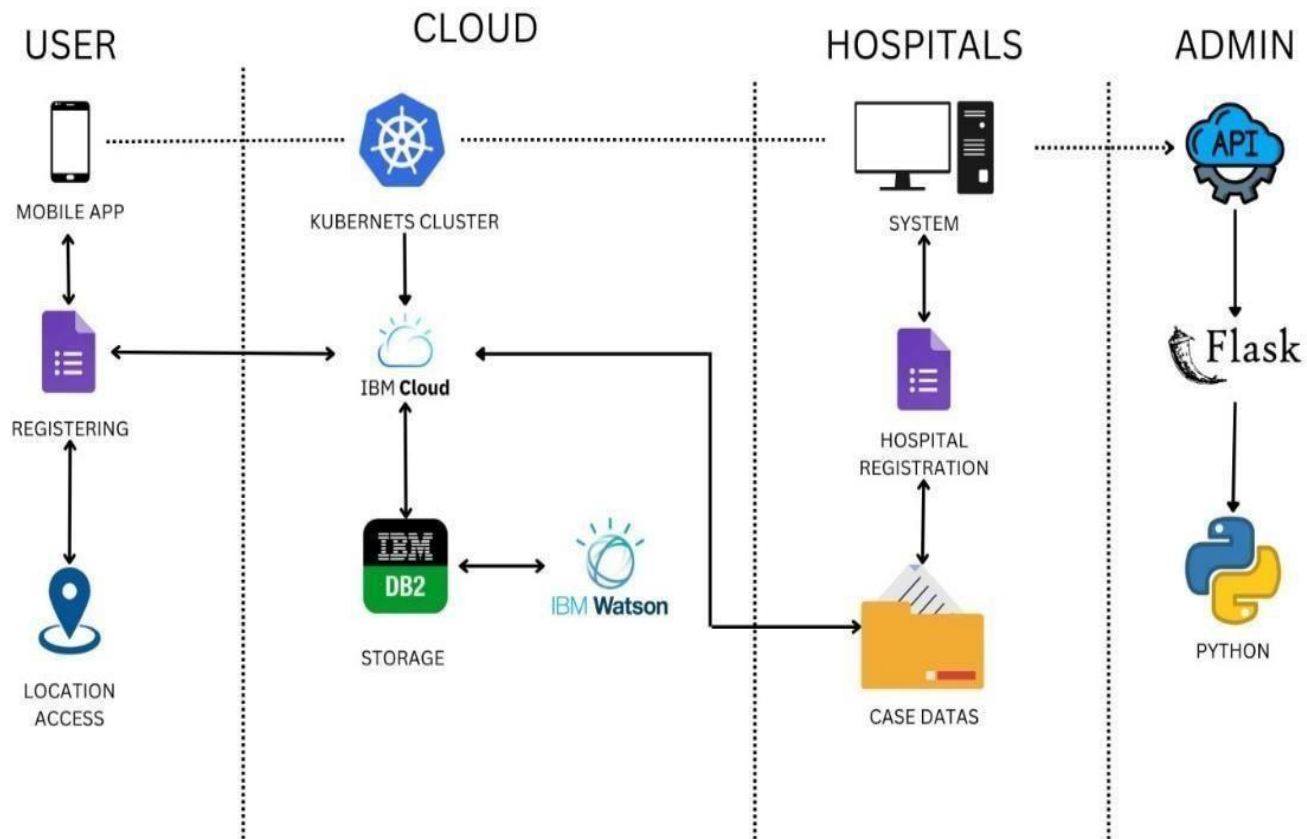 USER
CLOUD
HOSPITALS
ADMIN
API
MOBILE APP
KUBERNETS CLUSTER
SYSTEM
Flask
IBM Cloud
REGISTERING
HOSPITAL
REGISTRATION
IBM
DB2
IBM Watson
STORAGE
PYTHON
LOCATION
ACCESS
CASE DATAS